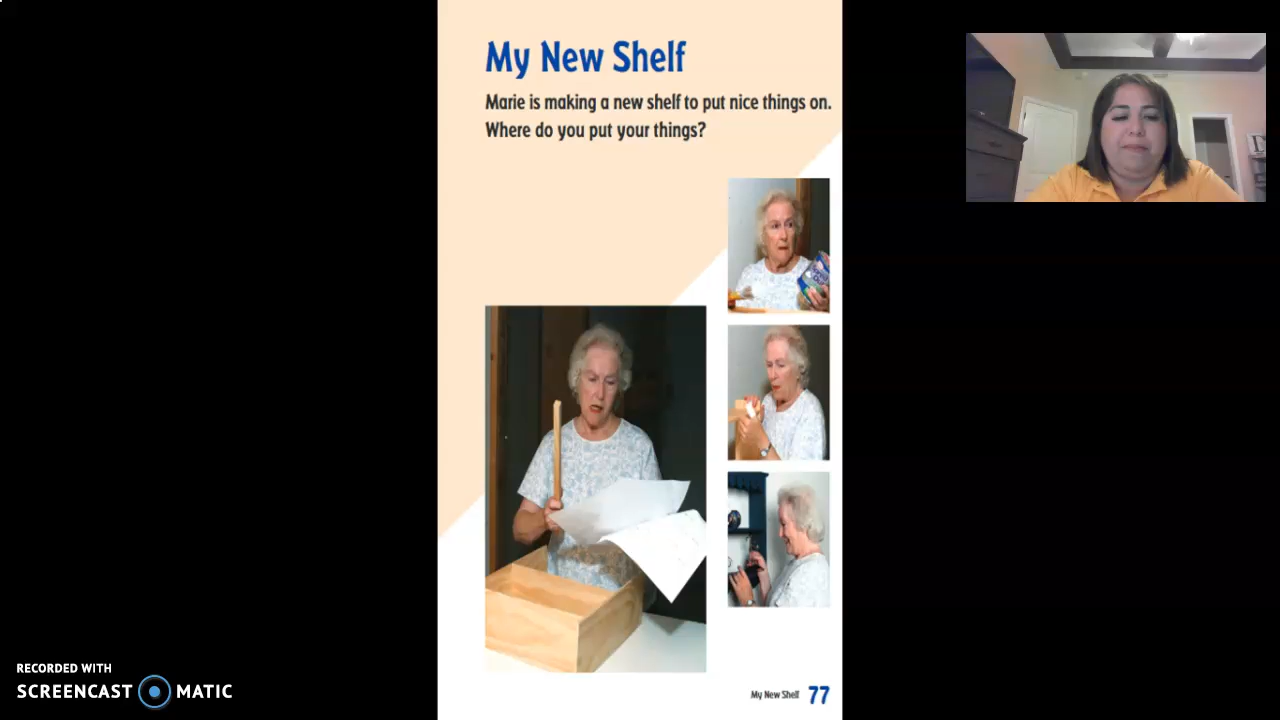 My New Shelf
Marie is making a new shelf to put nice things on.
Where do you put your things?
My New Shelf 77
RECORDED WITH
SCREENCAST MATIC